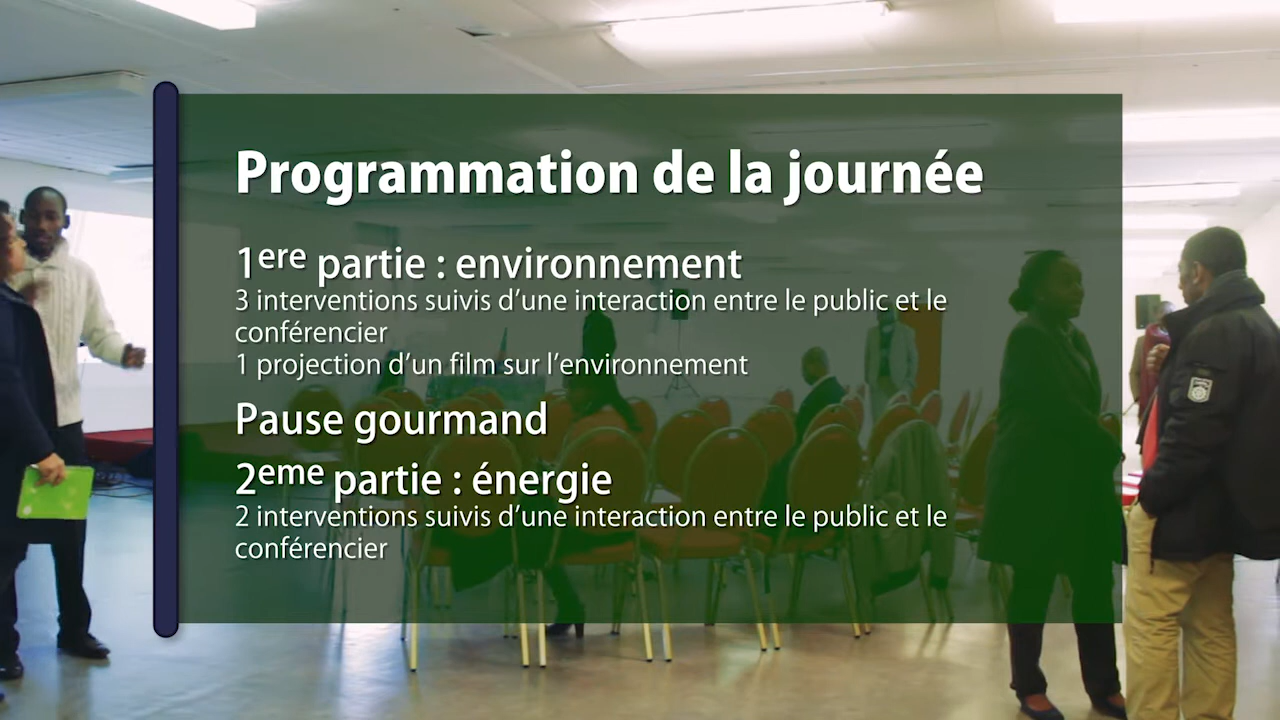 Programmation de la journée
1ere partie : environnement
3 interventions suivis d’une interaction entre le public et le
conférencier
1 projection d’un film sur l’environnement
Pause gourmand
2eme partie : énergie
2 interventions suivis d’une interaction entre le public et le
conférencier